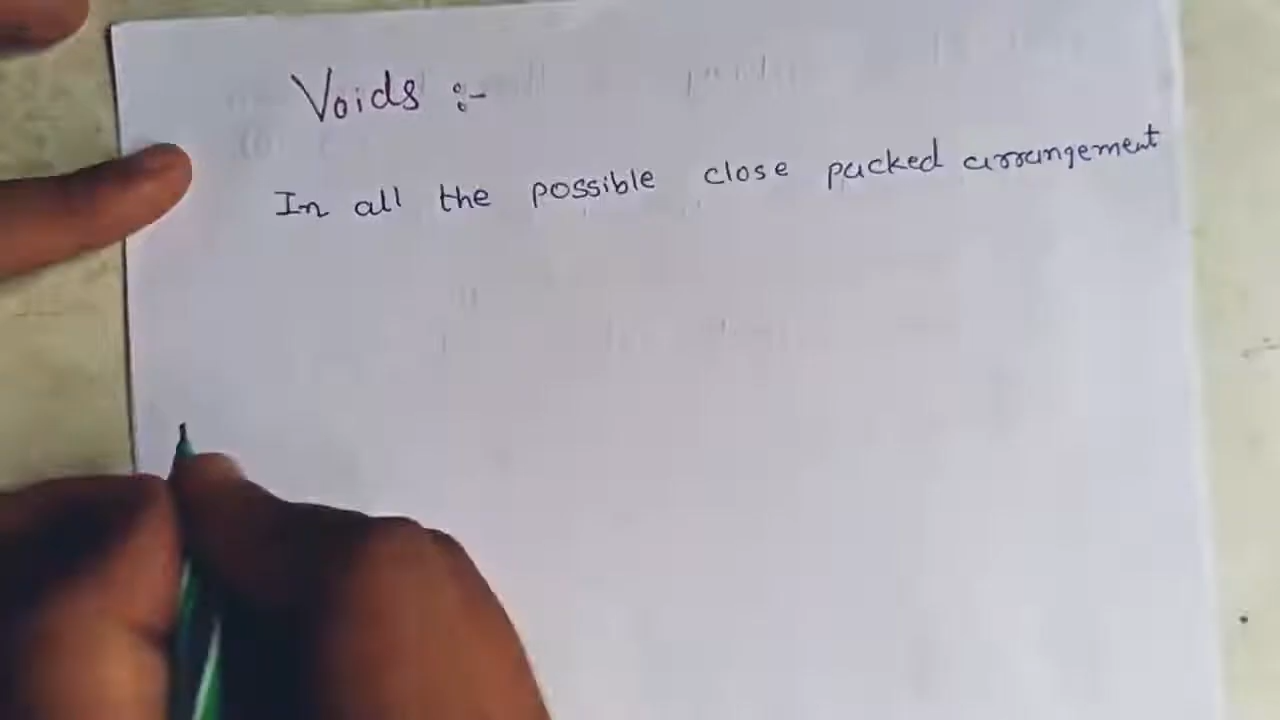 Voids :-
In all the possible close packed arrangement